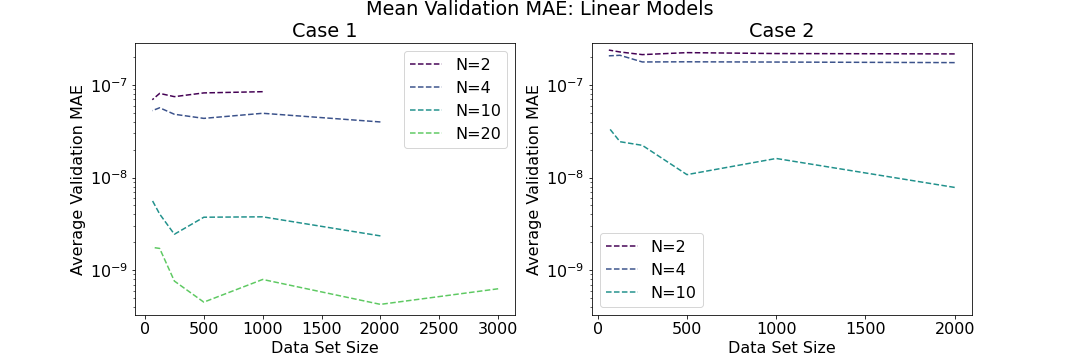 Mean Validation MAE: Linear Models
Case 1
Average Validation MAE
10⁻⁷
10⁻⁸
10⁻⁹
N=2
N=4
N=10
N=20
0 500 1000 1500 2000 2500 3000
Data Set Size
Case 2
Average Validation MAE
10⁻⁷
10⁻⁸
10⁻⁹
N=2
N=4
N=10
0 500 1000 1500 2000
Data Set Size